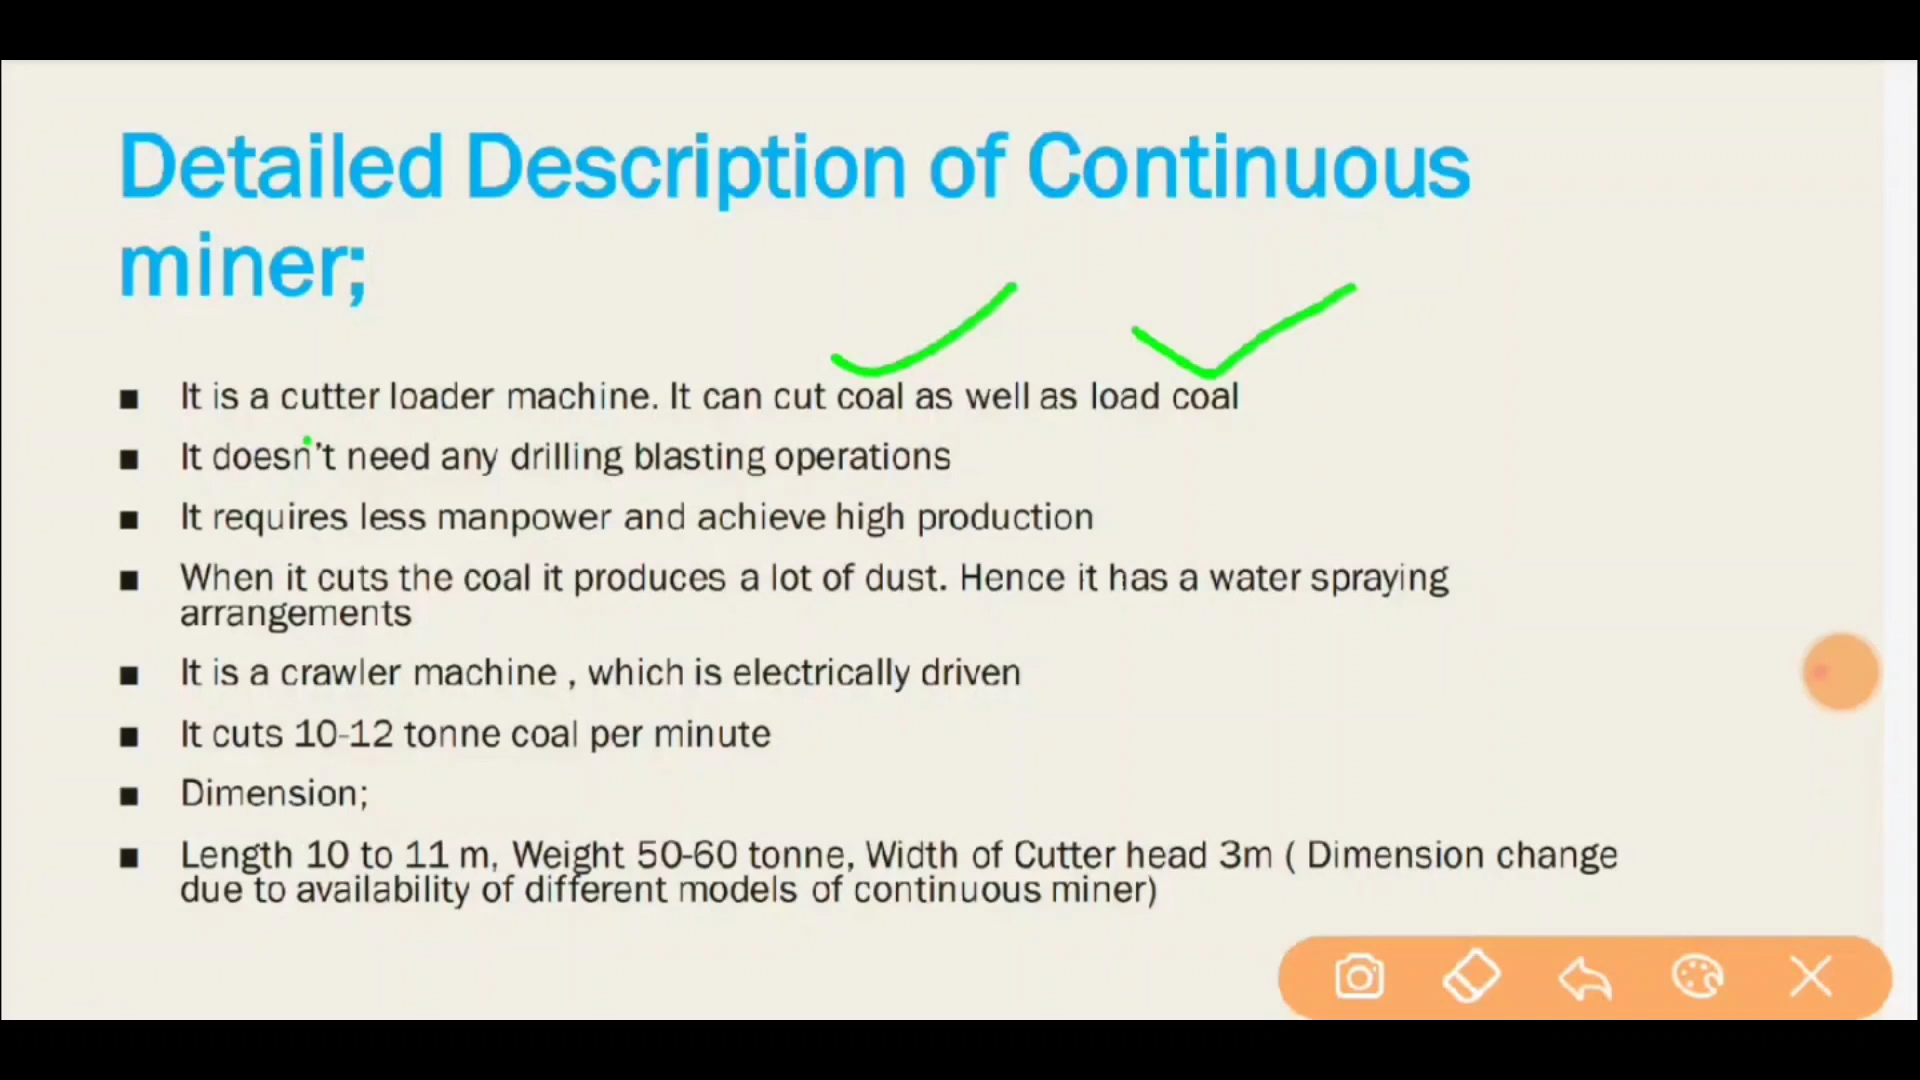 Detailed Description of Continuous
miner;
■ It is a cutter loader machine. It can cut coal as well as load coal
■ It doesn't need any drilling blasting operations
■ It requires less manpower and achieve high production
■ When it cuts the coal it produces a lot of dust. Hence it has a water spraying
arrangements
■ It is a crawler machine , which is electrically driven
■ It cuts 10-12 tonne coal per minute
■ Dimension;
■ Length 10 to 11 m, Weight 50-60 tonne, Width of Cutter head 3m ( Dimension change
due to availability of different models of continuous miner)